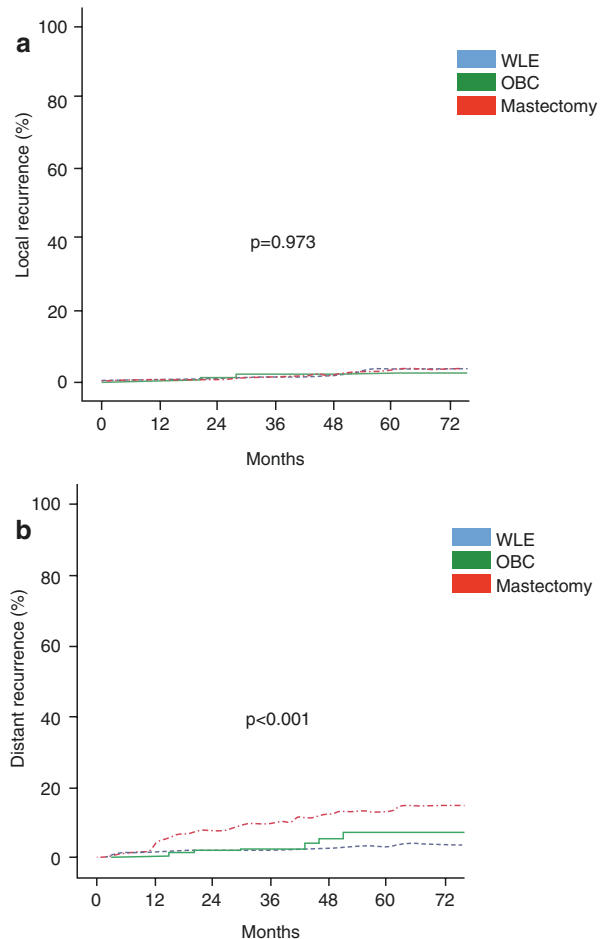 a
WLE
OBC
Mastectomy
Local recurrence (%)
100
80
60
40
20
0
p=0.973
0 12 24 36 48 60 72
Months
b
WLE
OBC
Mastectomy
Distant recurrence (%)
100
80
60
40
20
0
p<0.001
0 12 24 36 48 60 72
Months